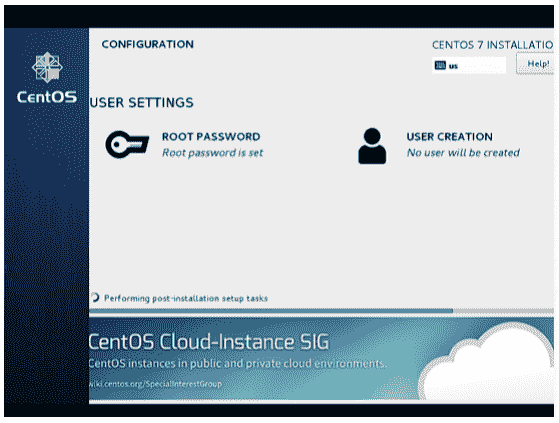 CONFIGURATION
CENTOS 7 INSTALLATIO
us
Help!
CentOS
USER SETTINGS
ROOT PASSWORD
Root password is set
USER CREATION
No user will be created
Performing post-installation setup tasks
CentOS Cloud-Instance SIG
CentOS instances in public and private cloud environments.
wiki.centos.org/SpecialInterestGroup